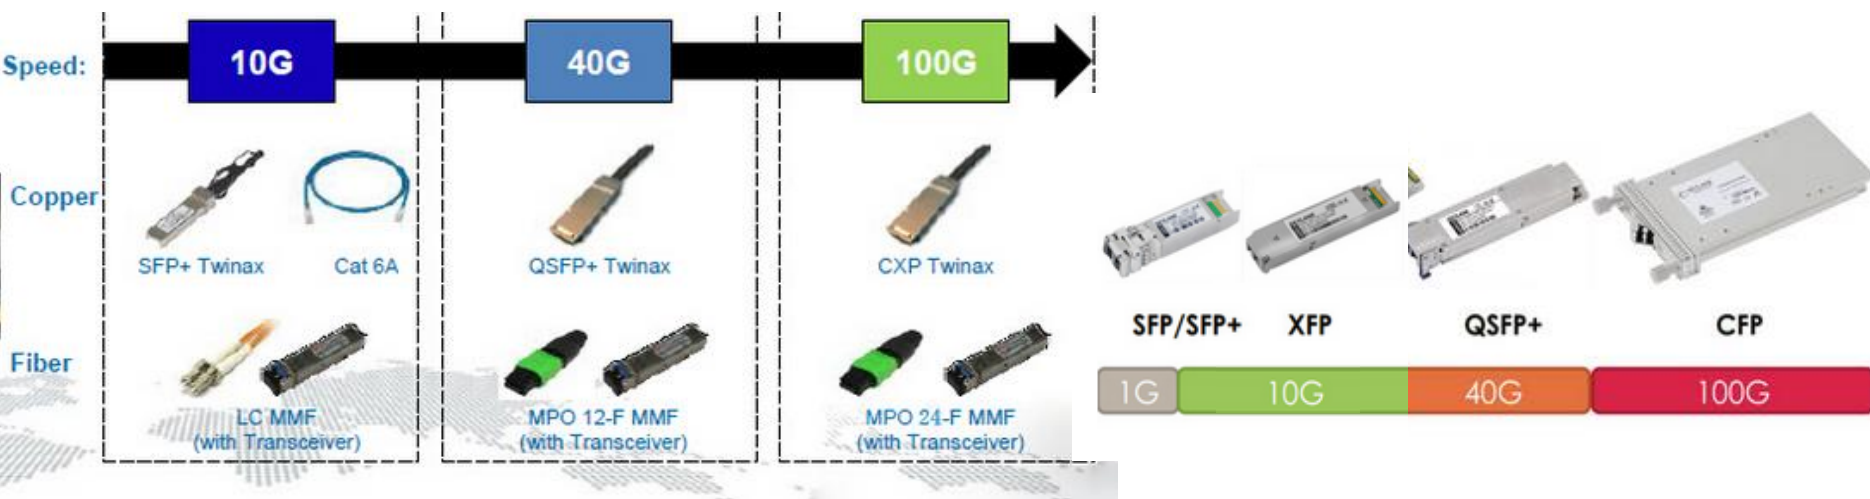 Speed:
10G
40G
100G
Copper
SFP+ Twinax
Cat 6A
QSFP+ Twinax
CXP Twinax
Fiber
LC MMF
(with Transceiver)
MPO 12-F MMF
(with Transceiver)
MPO 24-F MMF
(with Transceiver)
SFP/SFP+
XFP
QSFP+
CFP
1G
10G
40G
100G